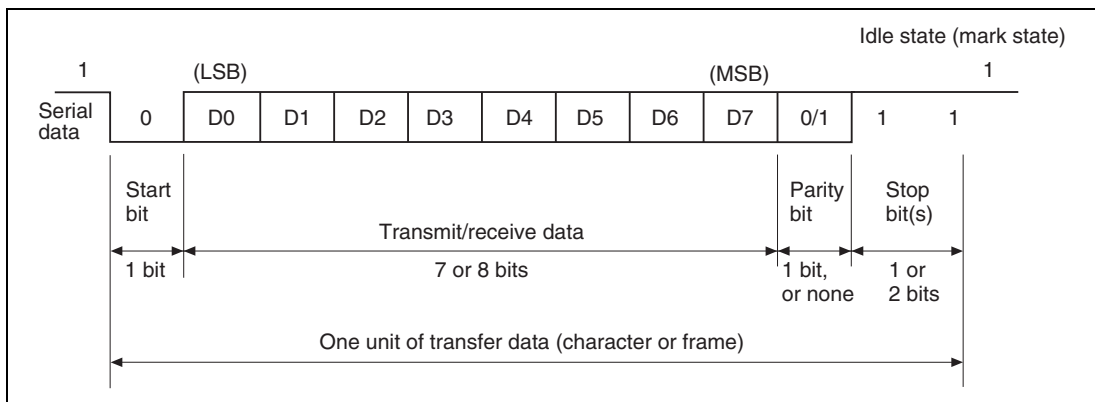 Idle state (mark state)
1 (LSB) (MSB) 1
Serial
data
0 D0 D1 D2 D3 D4 D5 D6 D7 0/1 1 1
Start
bit
Parity
bit
Stop
bit(s)
Transmit/receive data
1 bit
7 or 8 bits
1 bit,
or none
1 or
2 bits
One unit of transfer data (character or frame)